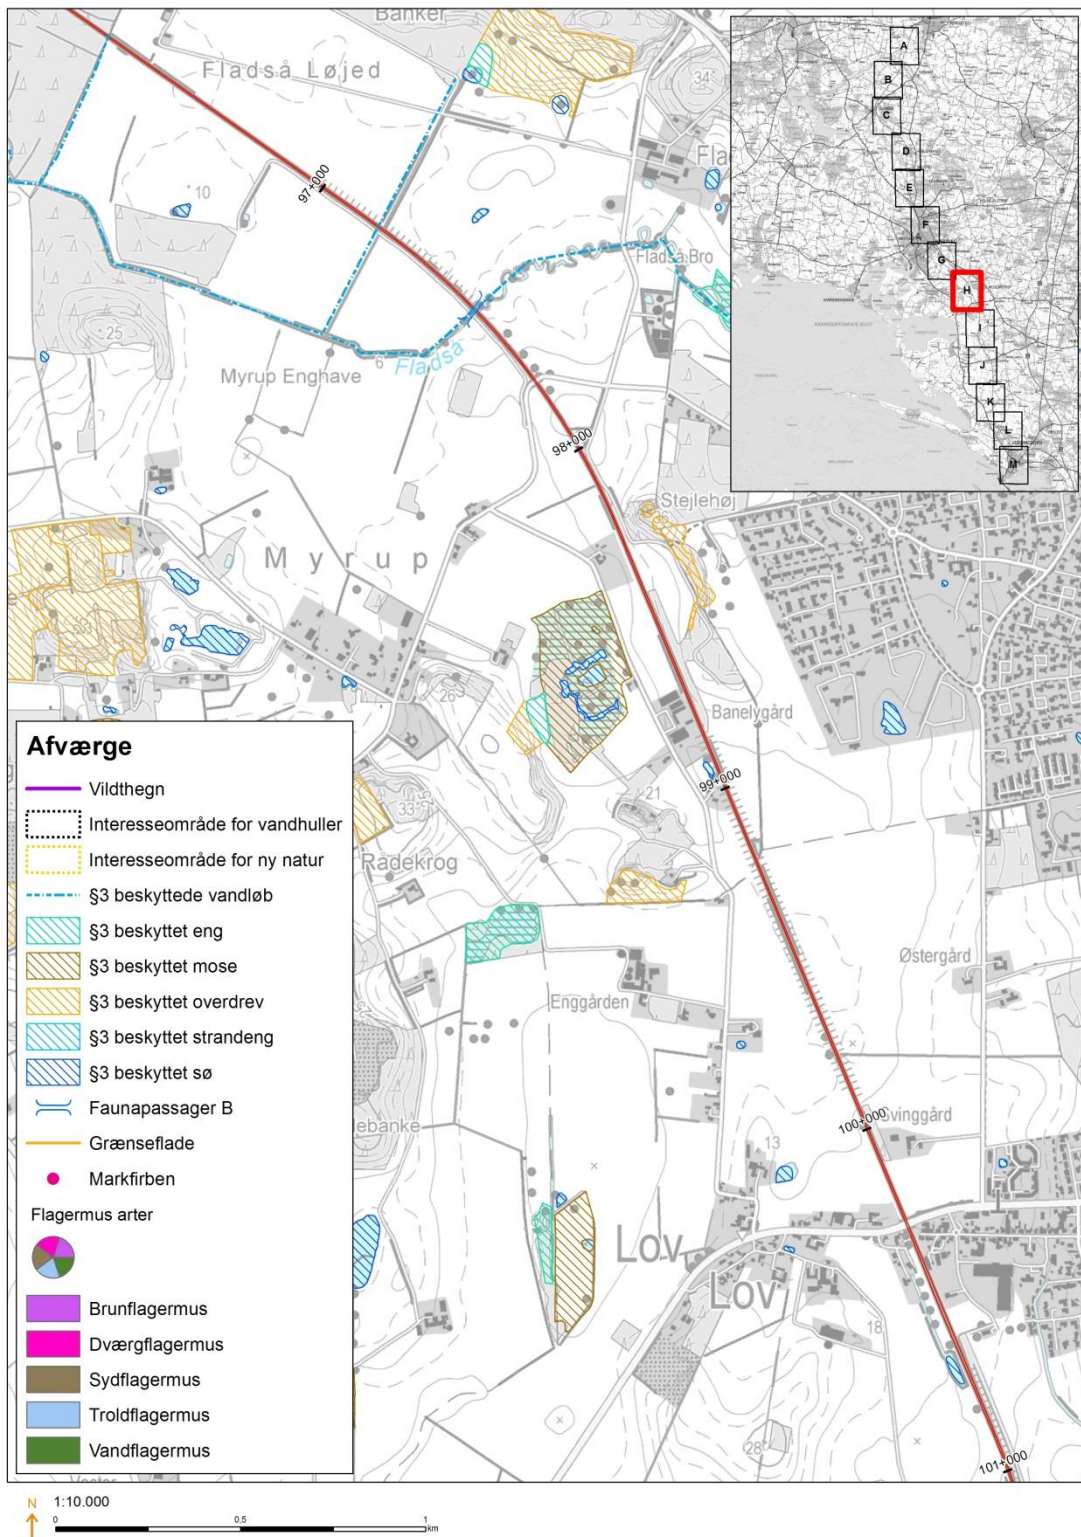 Banker
Fladså Løjed
34
97+000
10
Fladså Bro
25
6
Fladså
Myrup Enghave
98+000
Stejlehøj
Myrup
26
Banelygård
99+000
21
33
Rådekrog
Østergård
Enggården
Svinggård
100+000
13
Lov
Lov
18
28
101+000
A
B
C
D
E
F
G
H
I
J
K
L
M
Afværge
Vildthegn
Interesseområde for vandhuller
Interesseområde for ny natur
§3 beskyttede vandløb
§3 beskyttet eng
§3 beskyttet mose
§3 beskyttet overdrev
§3 beskyttet strandeng
§3 beskyttet sø
Faunapassager B
Grænseflade
Markfirben
Flagermus arter
Brunflagermus
Dværgflagermus
Sydflagermus
Troldflagermus
Vandflagermus
N
1:10.000
0 0,5 1
km